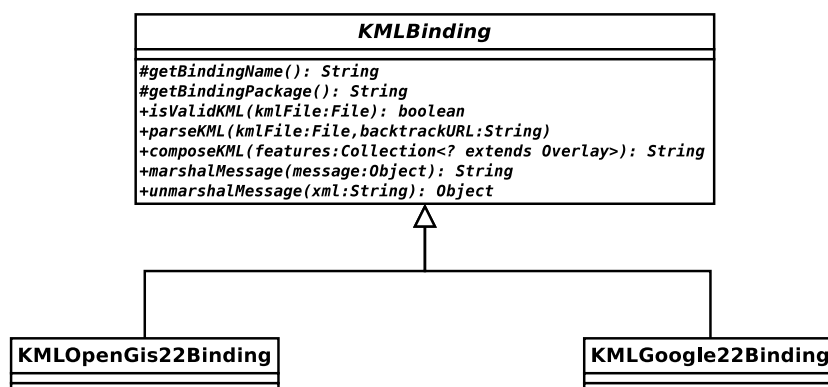 KMLBinding
#getBindingName(): String
#getBindingPackage(): String
+isValidKML(kmlFile:File): boolean
+parseKML(kmlFile:File,backtrackURL:String)
+composeKML(features:Collection<? extends Overlay>): String
+marshalMessage(message:Object): String
+unmarshalMessage(xml:String): Object
KMLOpenGis22Binding
KMLGoogle22Binding